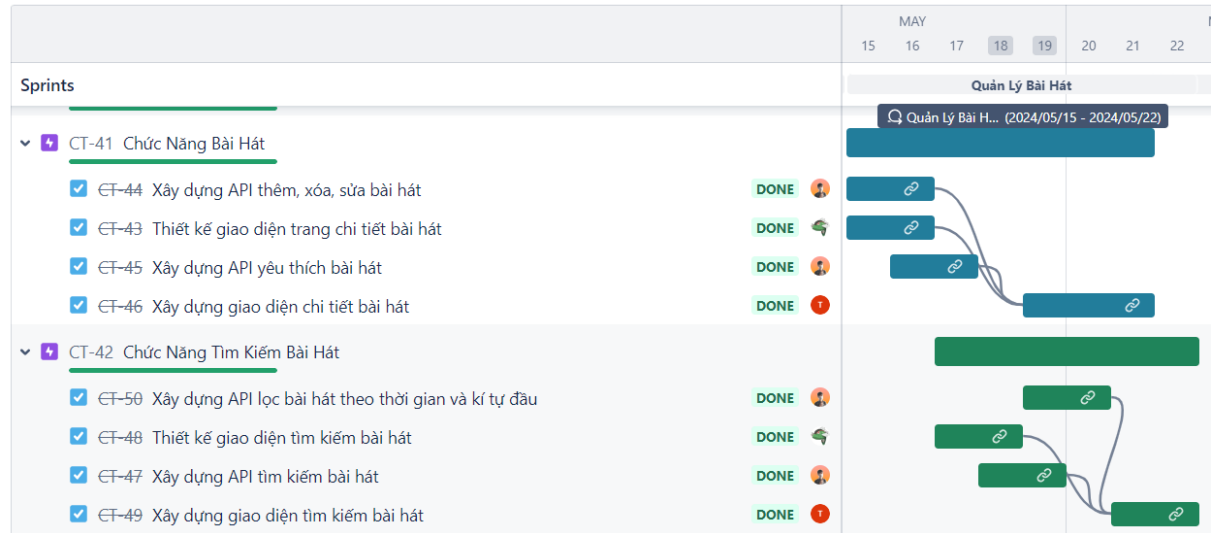 MAY
15 16 17 18 19 20 21 22
Sprints
Quản Lý Bài Hát
Quản Lý Bài H... (2024/05/15 - 2024/05/22)
CT-41 Chức Năng Bài Hát
CT-44 Xây dựng API thêm, xóa, sửa bài hát DONE
CT-43 Thiết kế giao diện trang chi tiết bài hát DONE
CT-45 Xây dựng API yêu thích bài hát DONE
CT-46 Xây dựng giao diện chi tiết bài hát DONE T
CT-42 Chức Năng Tìm Kiếm Bài Hát
CT-50 Xây dựng API lọc bài hát theo thời gian và kí tự đầu DONE
CT-48 Thiết kế giao diện tìm kiếm bài hát DONE
CT-47 Xây dựng API tìm kiếm bài hát DONE
CT-49 Xây dựng giao diện tìm kiếm bài hát DONE T